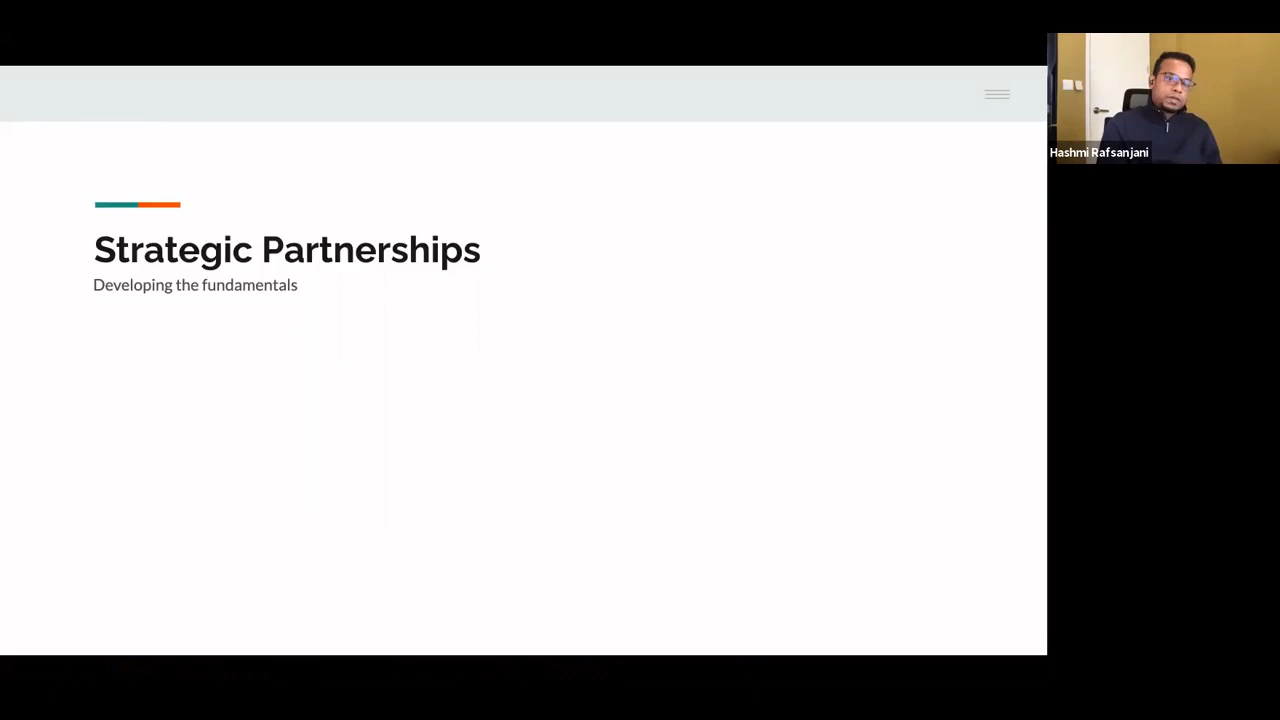 Strategic Partnerships
Developing the fundamentals
Hashmi Rafsanjani